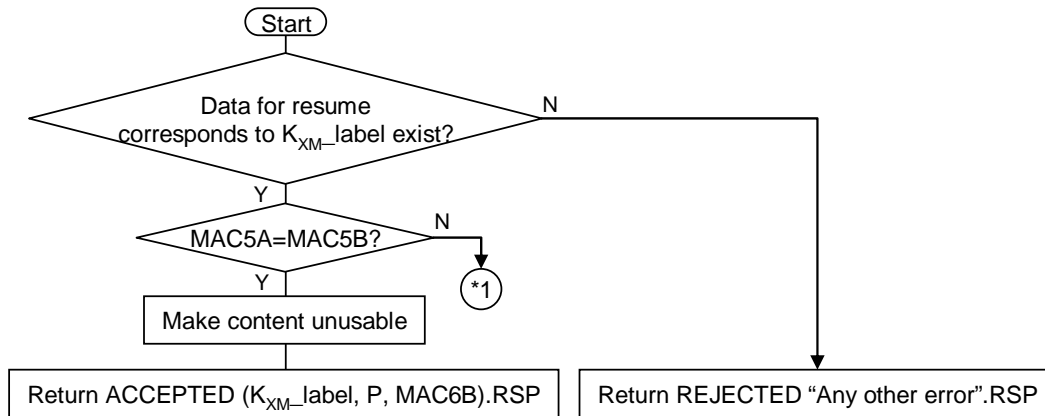 Start
Data for resume
corresponds to K_XM_label exist?
N
Y
MAC5A=MAC5B?
N
*1
Y
Make content unusable
Return ACCEPTED (K_XM_label, P, MAC6B).RSP
Return REJECTED “Any other error”.RSP